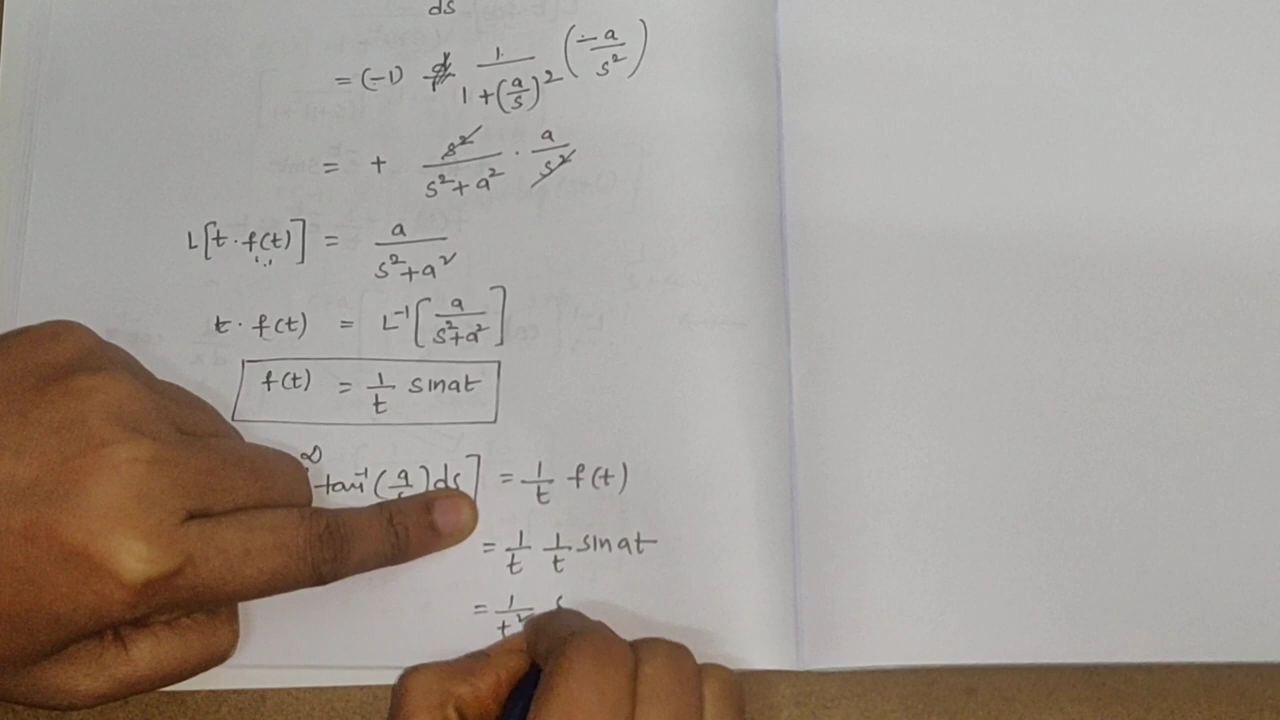 ds
= (-1) 1/(1+(a/s)²) (-a/s²)
= + s²/(s²+a²) · a/s²
L[t·f(t)] = a/(s²+a²)
t·f(t) = L⁻¹[a/(s²+a²)]
f(t) = 1/t sinat
∞ tan⁻¹(a/s)ds] = 1/t f(t)
= 1/t 1/t sinat
= 1/t² s